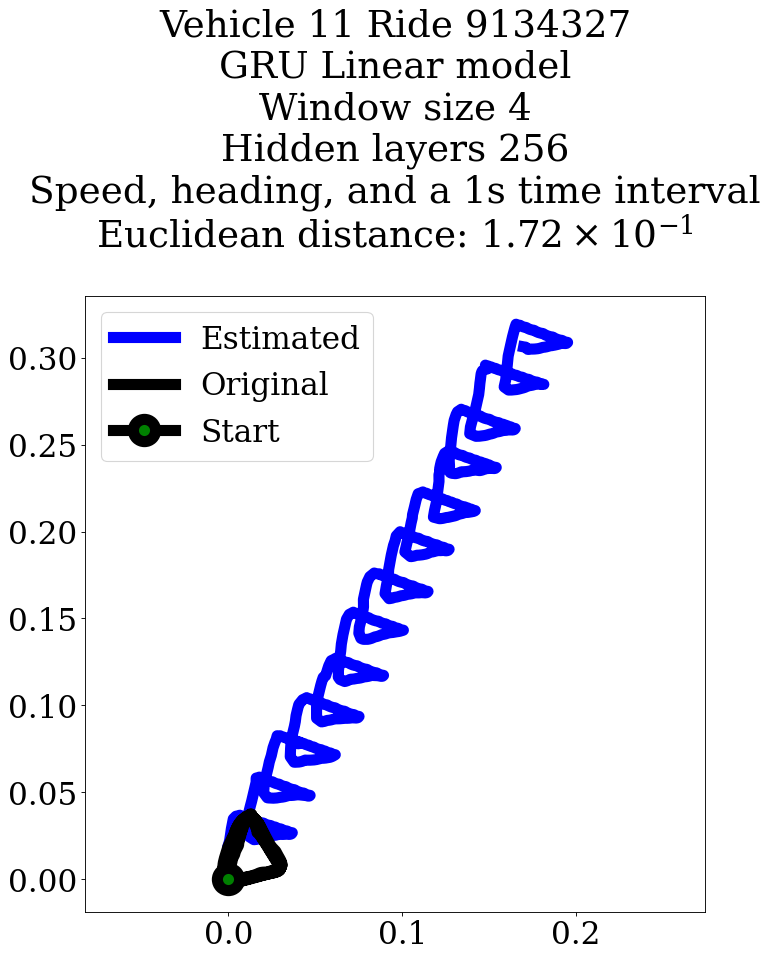 Vehicle 11 Ride 9134327
GRU Linear model
Window size 4
Hidden layers 256
Speed, heading, and a 1s time interval
Euclidean distance: 1.72 × 10⁻¹
Estimated
Original
Start
0.30
0.25
0.20
0.15
0.10
0.05
0.00
0.0 0.1 0.2